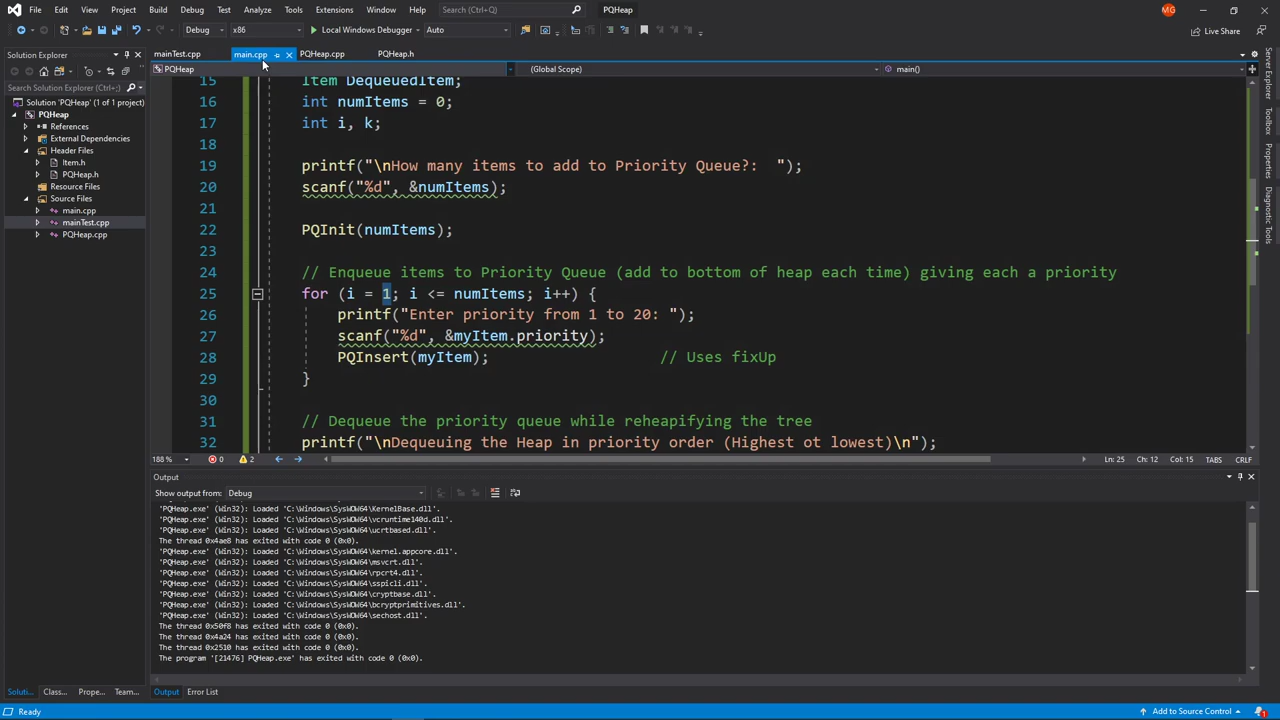 File Edit View Project Build Debug Test Analyze Tools Extensions Window Help Search (Ctrl+Q) PQHeap MG
Debug x86 Local Windows Debugger Auto Live Share
Solution Explorer mainTest.cpp main.cpp PQHeap.cpp PQHeap.h
PQHeap (Global Scope) main()
Search Solution Explorer (Ctrl+;)
Solution 'PQHeap' (1 of 1 project)
PQHeap
References
External Dependencies
Header Files
Item.h
PQHeap.h
Resource Files
Source Files
main.cpp
mainTest.cpp
PQHeap.cpp
15 Item DequeuedItem;
16 int numItems = 0;
17 int i, k;
18
19 printf("\nHow many items to add to Priority Queue?:  ");
20 scanf("%d", &numItems);
21
22 PQInit(numItems);
23
24 // Enqueue items to Priority Queue (add to bottom of heap each time) giving each a priority
25 for (i = 1; i <= numItems; i++) {
26 printf("Enter priority from 1 to 20: ");
27 scanf("%d", &myItem.priority);
28 PQInsert(myItem); // Uses fixUp
29 }
30
31 // Dequeue the priority queue while reheapifying the tree
32 printf("\nDequeuing the Heap in priority order (Highest ot lowest)\n");
188 % 0 2 Ln: 25 Ch: 12 Col: 15 TABS CRLF
Output
Show output from: Debug
'PQHeap.exe' (Win32): Loaded 'C:\Windows\SysWOW64\KernelBase.dll'.
'PQHeap.exe' (Win32): Loaded 'C:\Windows\SysWOW64\vcruntime140d.dll'.
'PQHeap.exe' (Win32): Loaded 'C:\Windows\SysWOW64\ucrtbased.dll'.
The thread 0x4ae8 has exited with code 0 (0x0).
'PQHeap.exe' (Win32): Loaded 'C:\Windows\SysWOW64\kernel.appcore.dll'.
'PQHeap.exe' (Win32): Loaded 'C:\Windows\SysWOW64\msvcrt.dll'.
'PQHeap.exe' (Win32): Loaded 'C:\Windows\SysWOW64\rpcrt4.dll'.
'PQHeap.exe' (Win32): Loaded 'C:\Windows\SysWOW64\sspicli.dll'.
'PQHeap.exe' (Win32): Loaded 'C:\Windows\SysWOW64\cryptbase.dll'.
'PQHeap.exe' (Win32): Loaded 'C:\Windows\SysWOW64\bcryptprimitives.dll'.
'PQHeap.exe' (Win32): Loaded 'C:\Windows\SysWOW64\sechost.dll'.
The thread 0x50f8 has exited with code 0 (0x0).
The thread 0x4a24 has exited with code 0 (0x0).
The thread 0x2510 has exited with code 0 (0x0).
The program '[21476] PQHeap.exe' has exited with code 0 (0x0).
Soluti... Class... Prope... Team... Output Error List
Ready Add to Source Control 1
Server Explorer
Toolbox
Properties
Diagnostic Tools